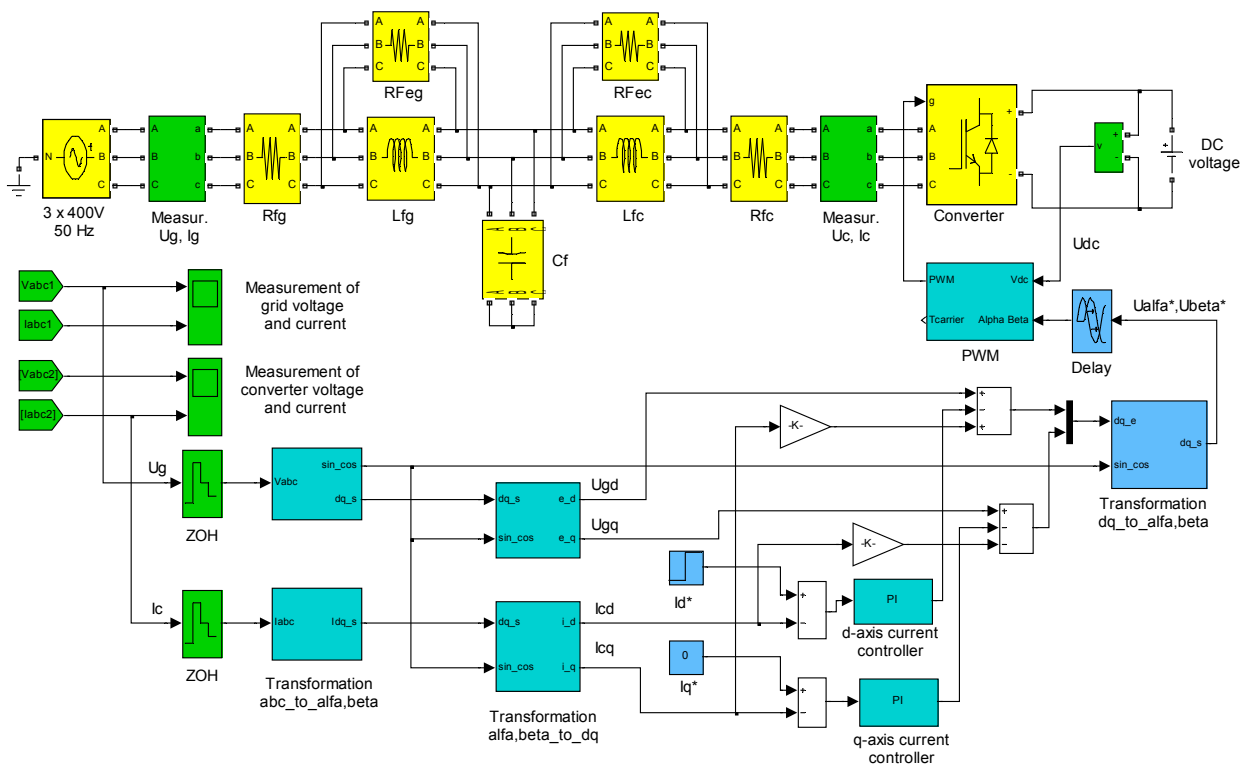 A A
B B
C C
RFeg
A A
B B
C C
RFec
N A
B
C
3 x 400V
50 Hz
A a
B b
C c
Measur.
Ug, Ig
A A
B B
C C
Rfg
A A
B B
C C
Lfg
A B C
A B C
Cf
A A
B B
C C
Lfc
A A
B B
C C
Rfc
A a
B b
C c
Measur.
Uc, Ic
g
A
B
C
+
-
Converter
+
v
-
+
DC
voltage
Udc
Vabc1
Iabc1
Measurement of
grid voltage
and current
[Vabc2]
[Iabc2]
Measurement of
converter voltage
and current
PWM Vdc
Tcarrier Alpha Beta
PWM
Delay
Ualfa*,Ubeta*
Ug
ZOH
Vabc
sin_cos
dq_s
dq_s e_d
sin_cos e_q
Ugd
Ugq
-K-
+
-
+
dq_e
dq_s
sin_cos
Transformation
dq_to_alfa,beta
-K-
+
-
-
Ic
ZOH
Iabc Idq_s
Transformation
abc_to_alfa,beta
dq_s i_d
sin_cos i_q
Transformation
alfa,beta_to_dq
Icd
Icq
Id*
0
Iq*
+
-
PI
d-axis current
controller
+
-
PI
q-axis current
controller